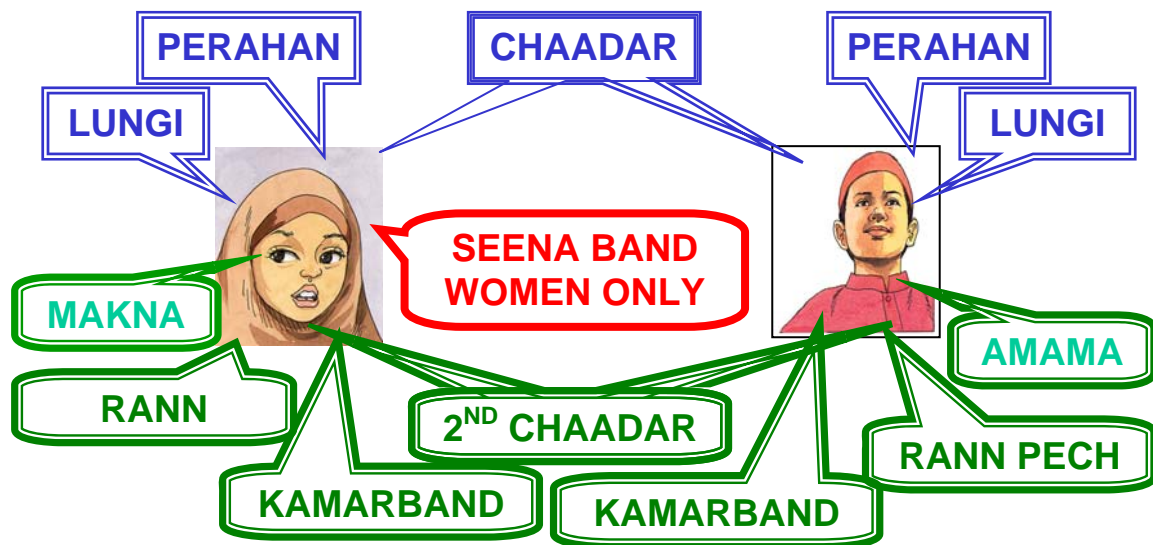 PERAHAN
CHAADAR
PERAHAN
LUNGI
LUNGI
SEENA BAND
WOMEN ONLY
MAKNA
AMAMA
RANN
2ND CHAADAR
RANN PECH
KAMARBAND
KAMARBAND